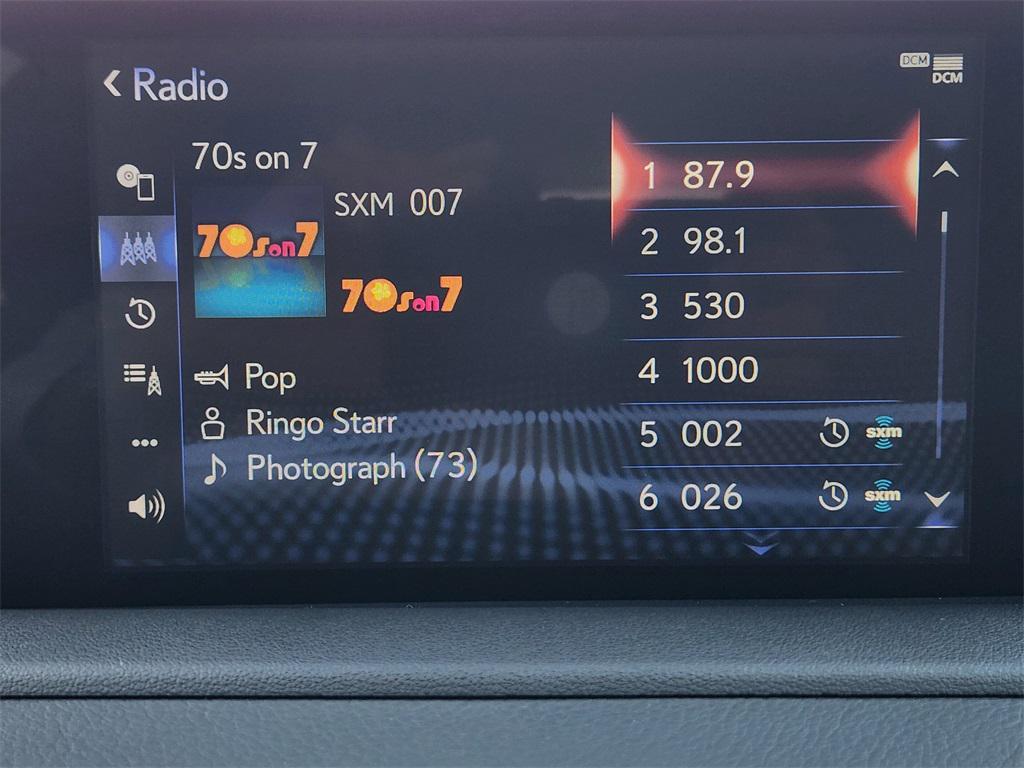 Radio
DCM
DCM
70s on 7
SXM 007
70s on 7
70s on 7
Pop
Ringo Starr
Photograph (73)
1 87.9
2 98.1
3 530
4 1000
5 002 sxm
6 026 sxm